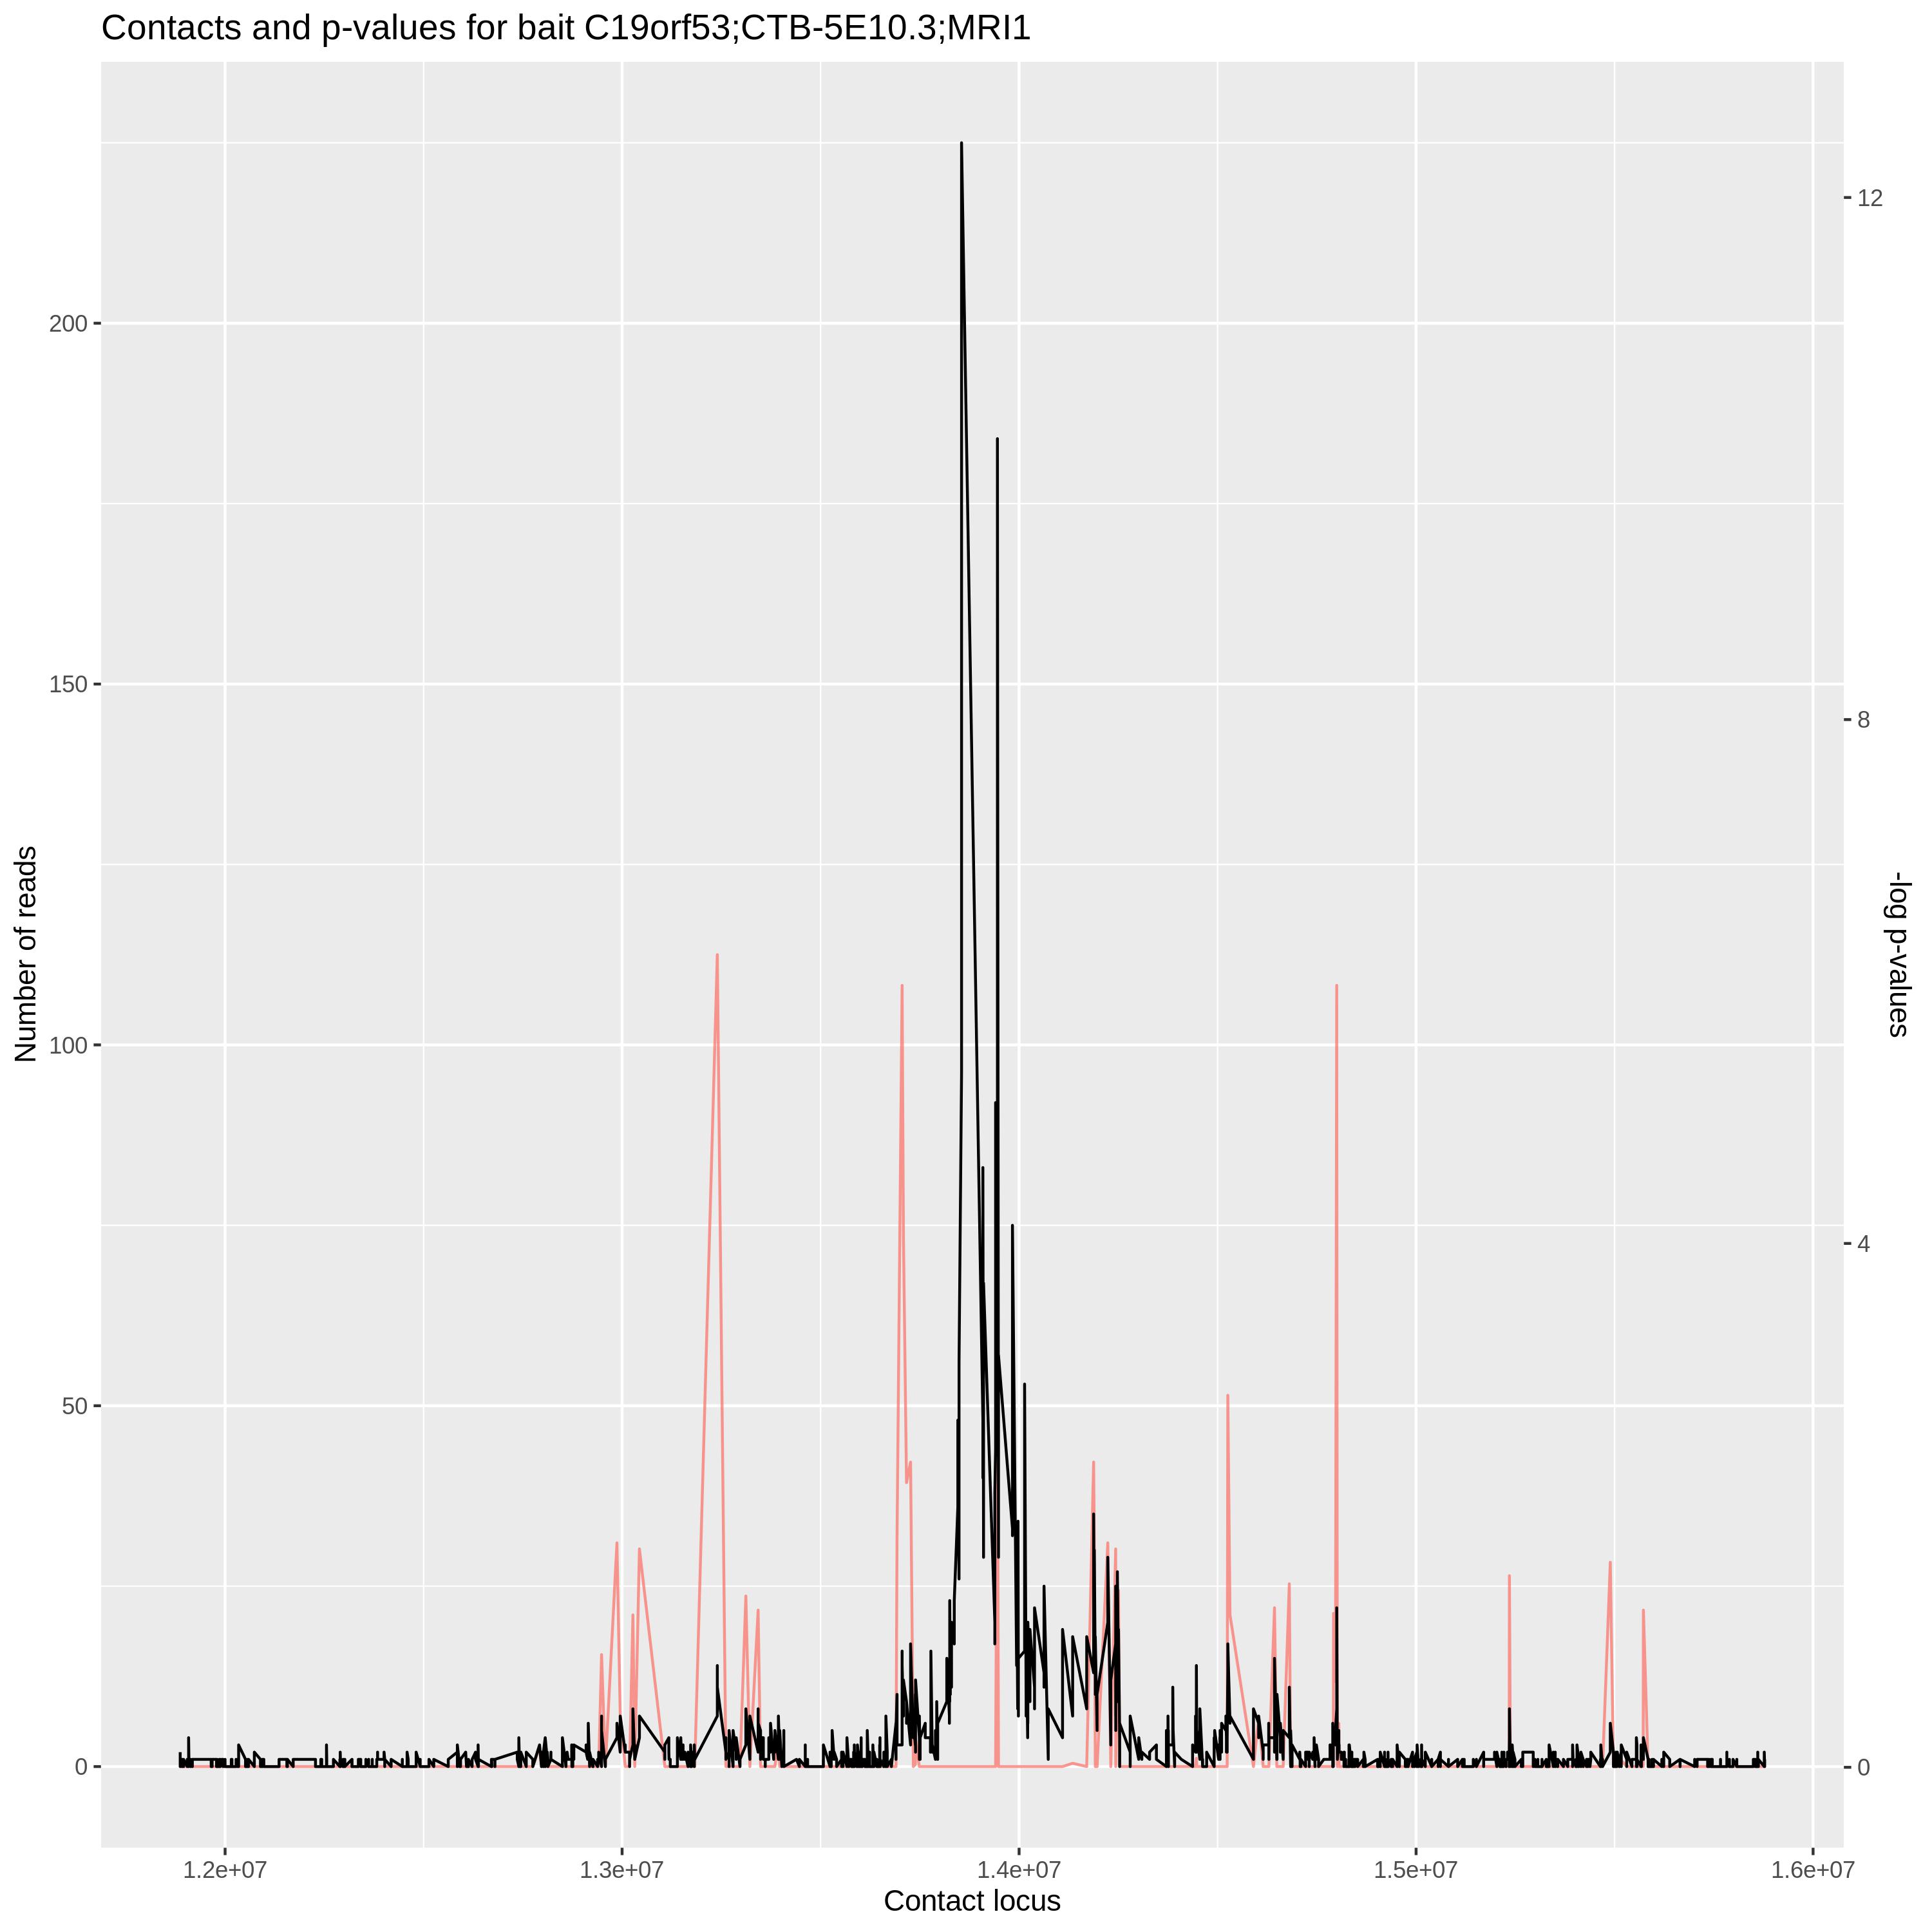 Contacts and p-values for bait C19orf53;CTB-5E10.3;MRI1
Number of reads
200
150
100
50
0
12
8
4
0
-log p-values
1.2e+07
1.3e+07
1.4e+07
1.5e+07
1.6e+07
Contact locus